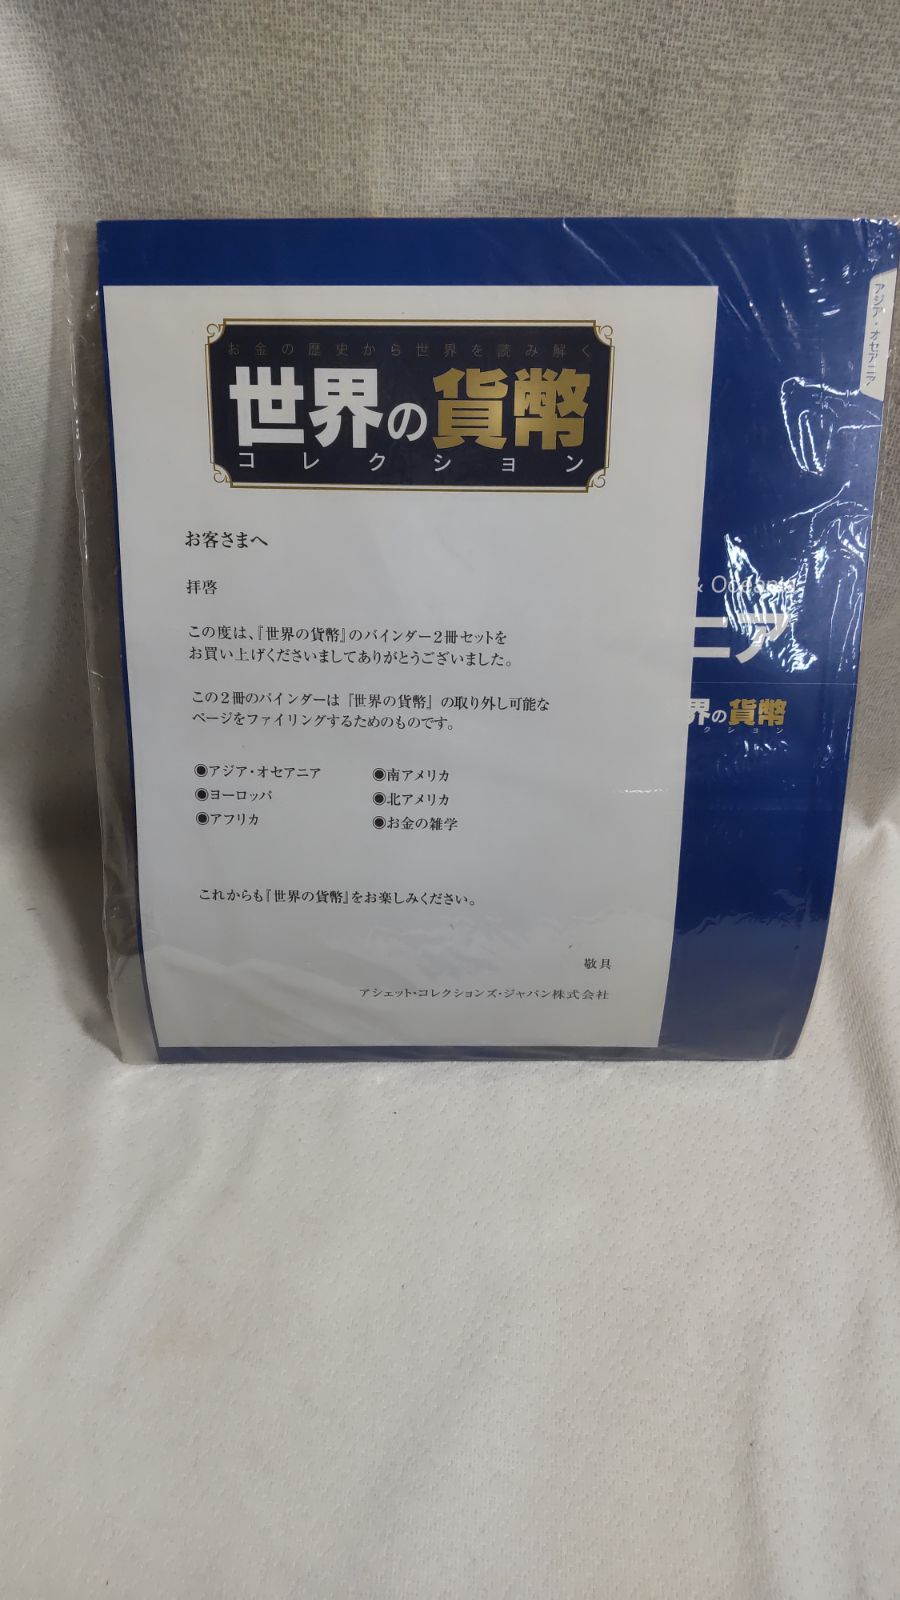 お金の歴史から世界を読み解く
世界の貨幣
コレクション
お客さまへ
拝啓
この度は、『世界の貨幣』のバインダー2冊セットを
お買い上げくださいましてありがとうございました。
この2冊のバインダーは『世界の貨幣』の取り外し可能な
ページをファイリングするためのものです。
◉アジア・オセアニア
◉ヨーロッパ
◉アフリカ
◉南アメリカ
◉北アメリカ
◉お金の雑学
これからも『世界の貨幣』をお楽しみください。
敬具
アシェット・コレクションズ・ジャパン株式会社
アジア・オセアニア
& Oceania
ニア
界の貨幣
クション